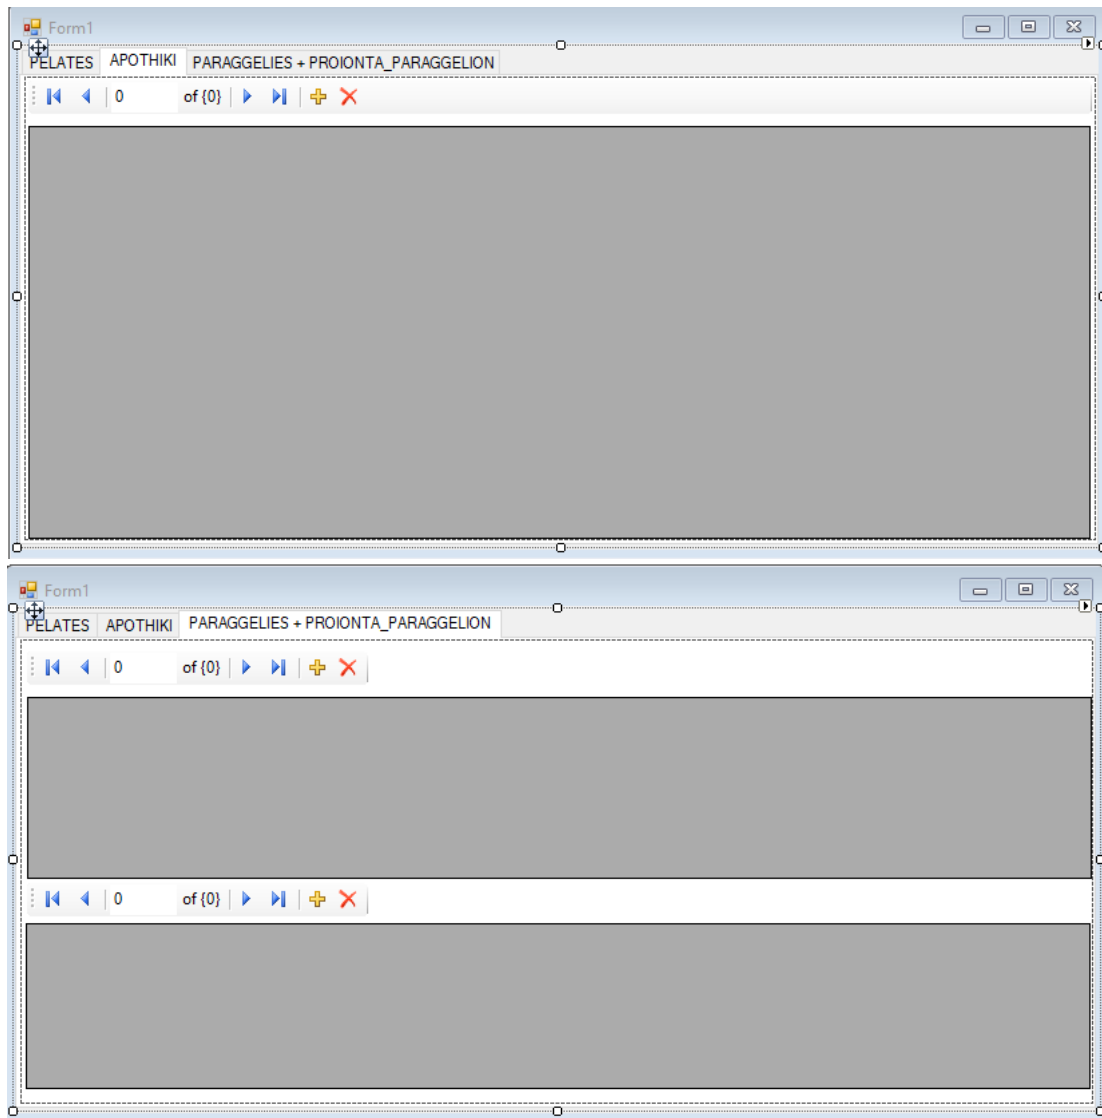 Form1
PELATES APOTHIKI PARAGGELIES + PROIONTA_PARAGGELION
0 of {0}
Form1
PELATES APOTHIKI PARAGGELIES + PROIONTA_PARAGGELION
0 of {0}
0 of {0}